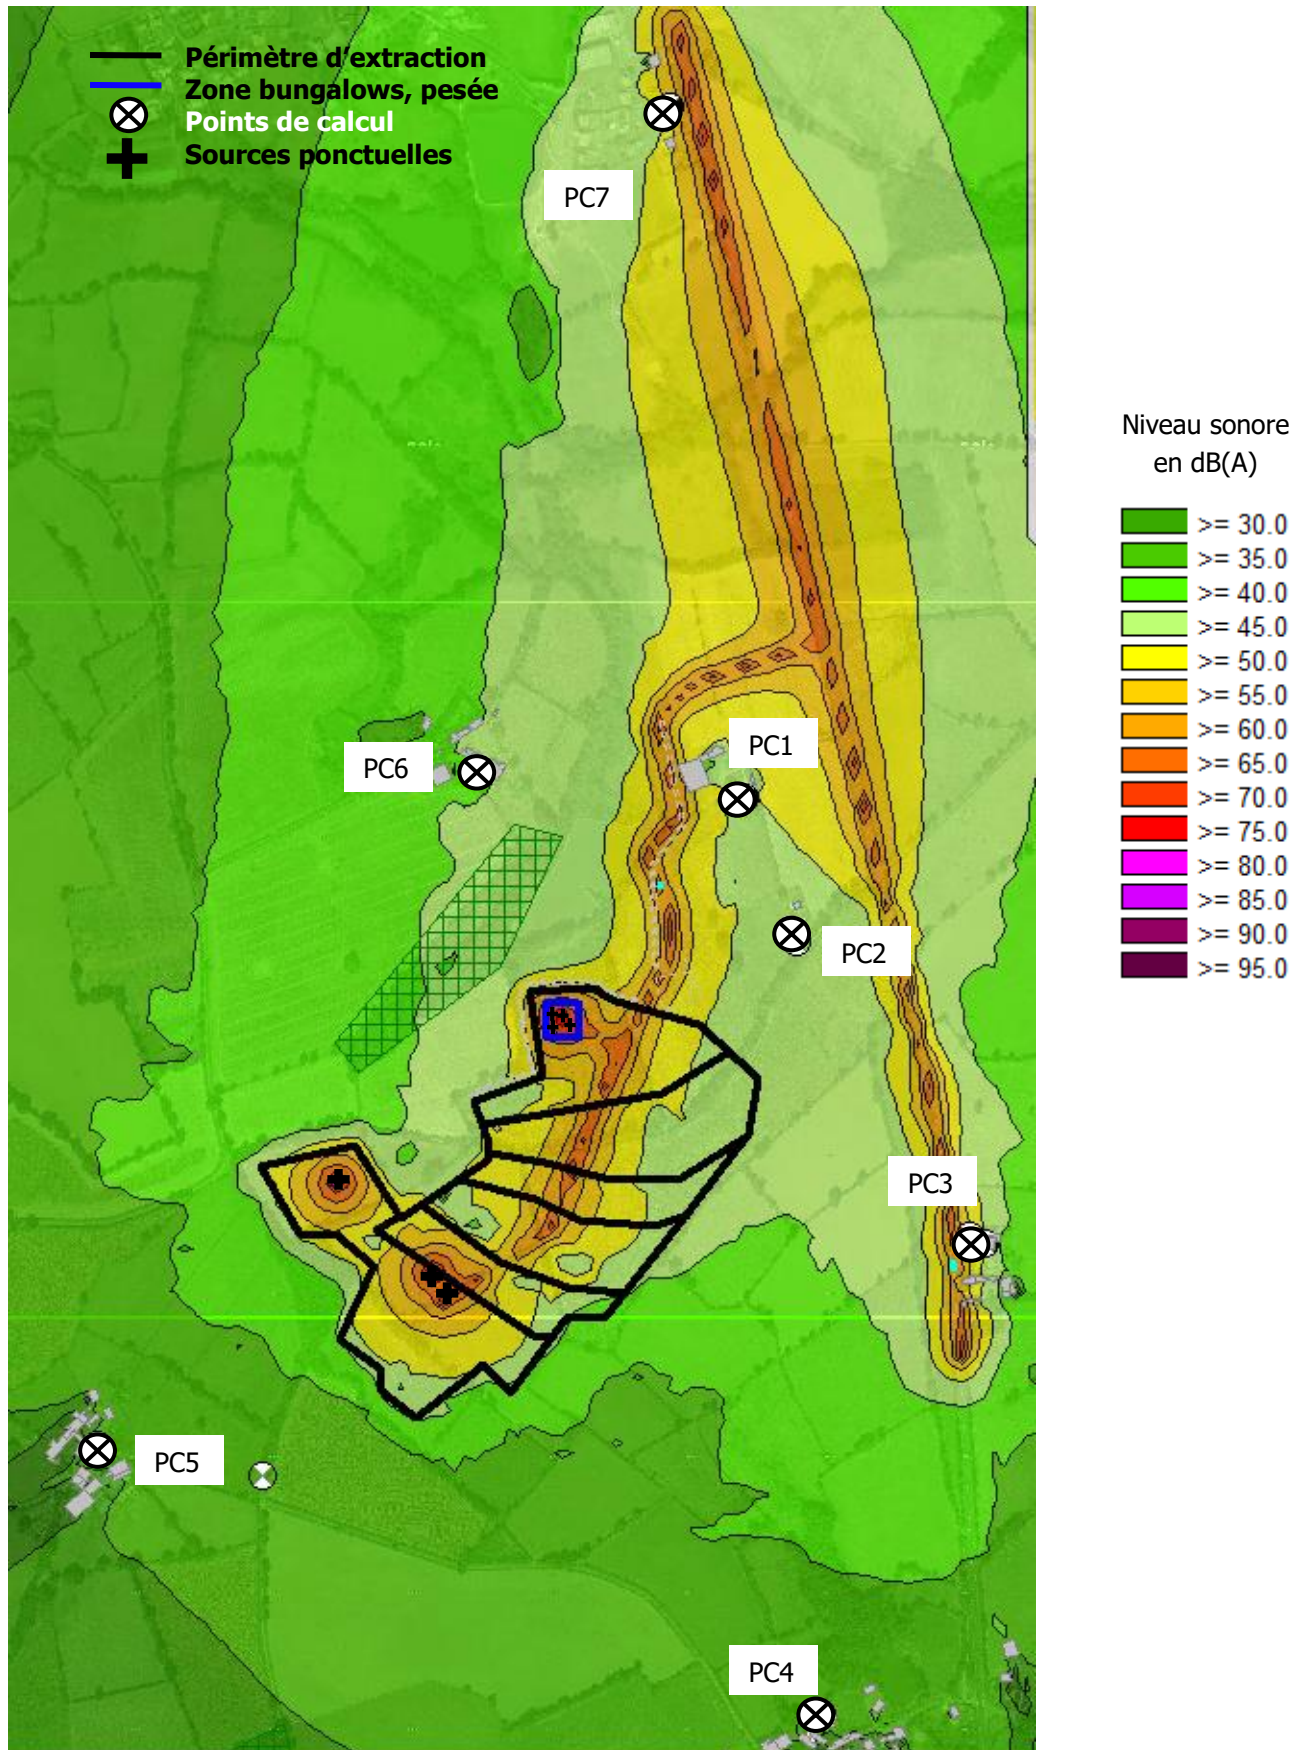 Périmètre d'extraction
Zone bungalows, pesée
Points de calcul
Sources ponctuelles
PC7
Niveau sonore
en dB(A)
>= 30.0
>= 35.0
>= 40.0
>= 45.0
>= 50.0
>= 55.0
>= 60.0
>= 65.0
>= 70.0
>= 75.0
>= 80.0
>= 85.0
>= 90.0
>= 95.0
PC1
PC6
PC2
PC3
PC5
PC4